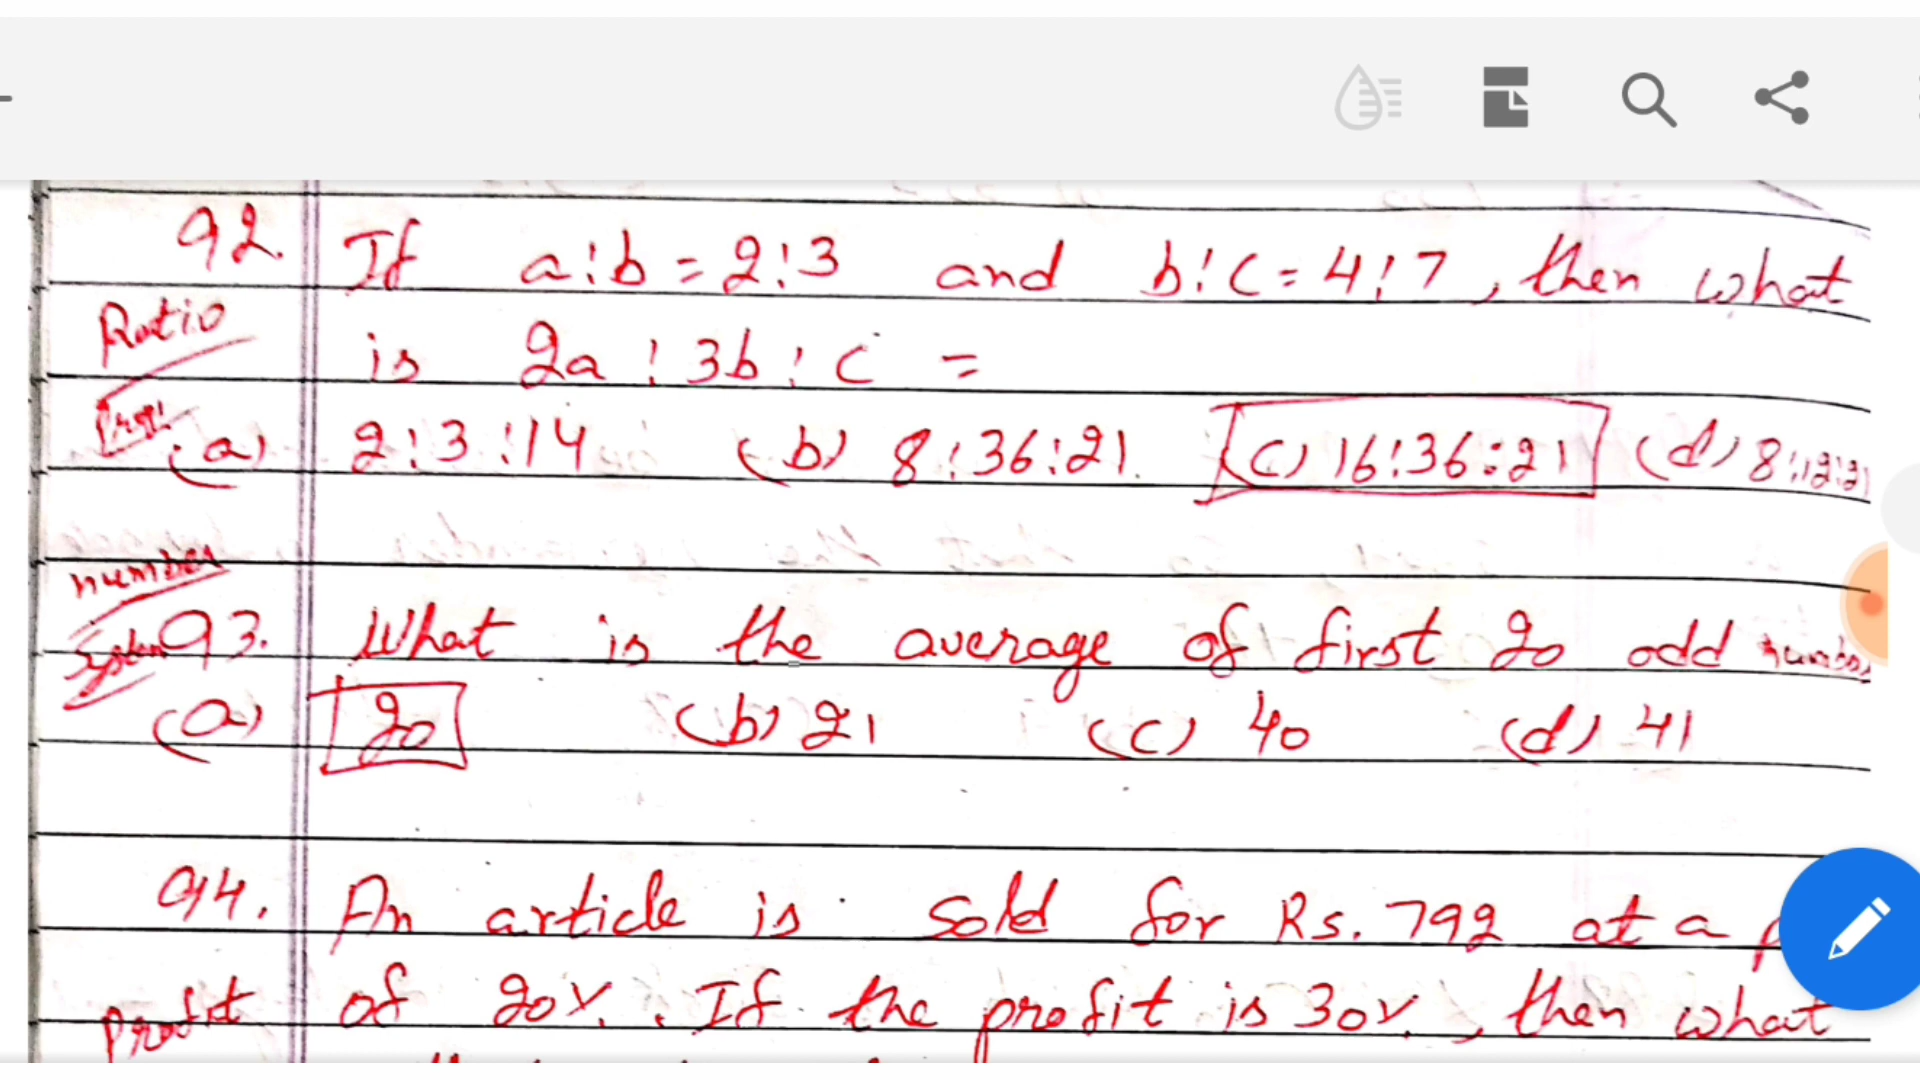 92. If a:b = 2:3 and b:c = 4:7, then what
Ratio
is 2a : 3b : c =
(a) 2:3:14 (b) 8:36:21 (c) 16:36:21 (d) 8:12:21
number
System
93. What is the average of first 20 odd numbers
(a) 20 (b) 21 (c) 40 (d) 41
94. An article is sold for Rs. 792 at a p
Profit
of 20%. If the profit is 30%, then what